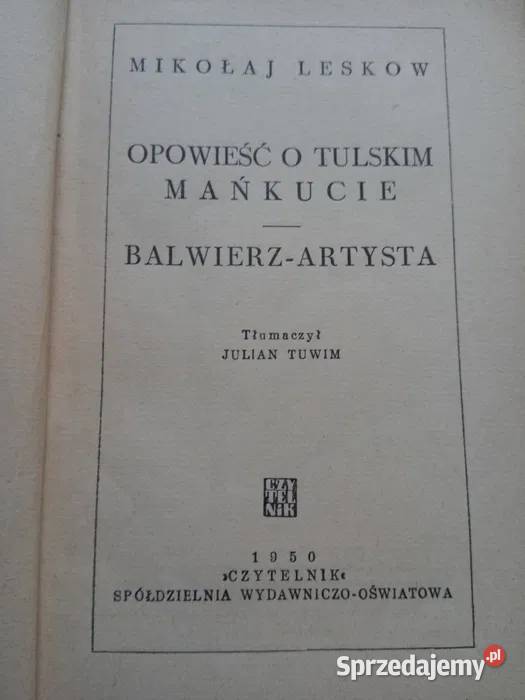 MIKOŁAJ LESKOW
OPOWIEŚĆ O TULSKIM
MAŃKUCIE
BALWIERZ-ARTYSTA
Tłumaczył
JULIAN TUWIM
CZY
TEL
NIK
1950
›CZYTELNIK‹
SPÓŁDZIELNIA WYDAWNICZO-OŚWIATOWA
Sprzedajemy.pl